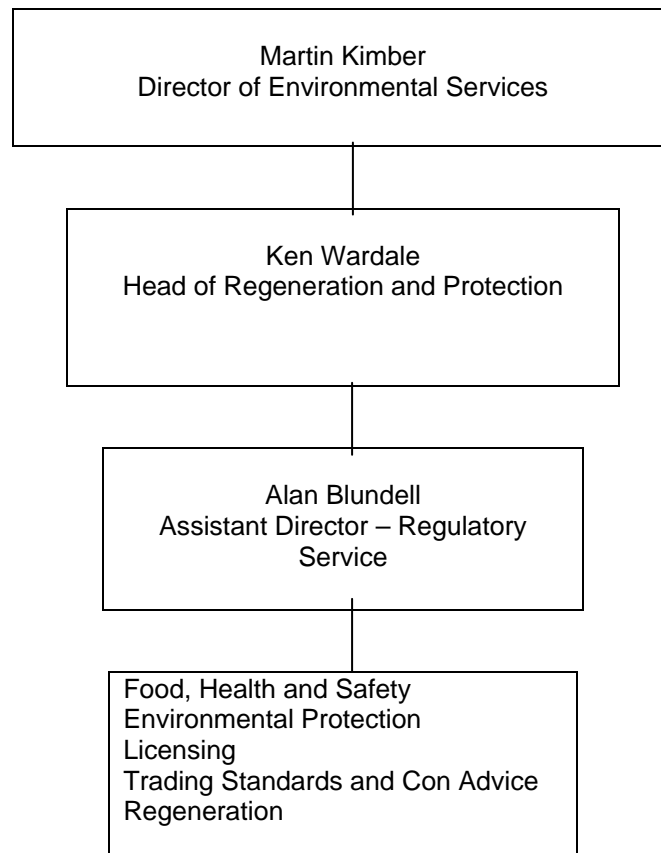 Martin Kimber
Director of Environmental Services
Ken Wardale
Head of Regeneration and Protection
Alan Blundell
Assistant Director – Regulatory
Service
Food, Health and Safety
Environmental Protection
Licensing
Trading Standards and Con Advice
Regeneration